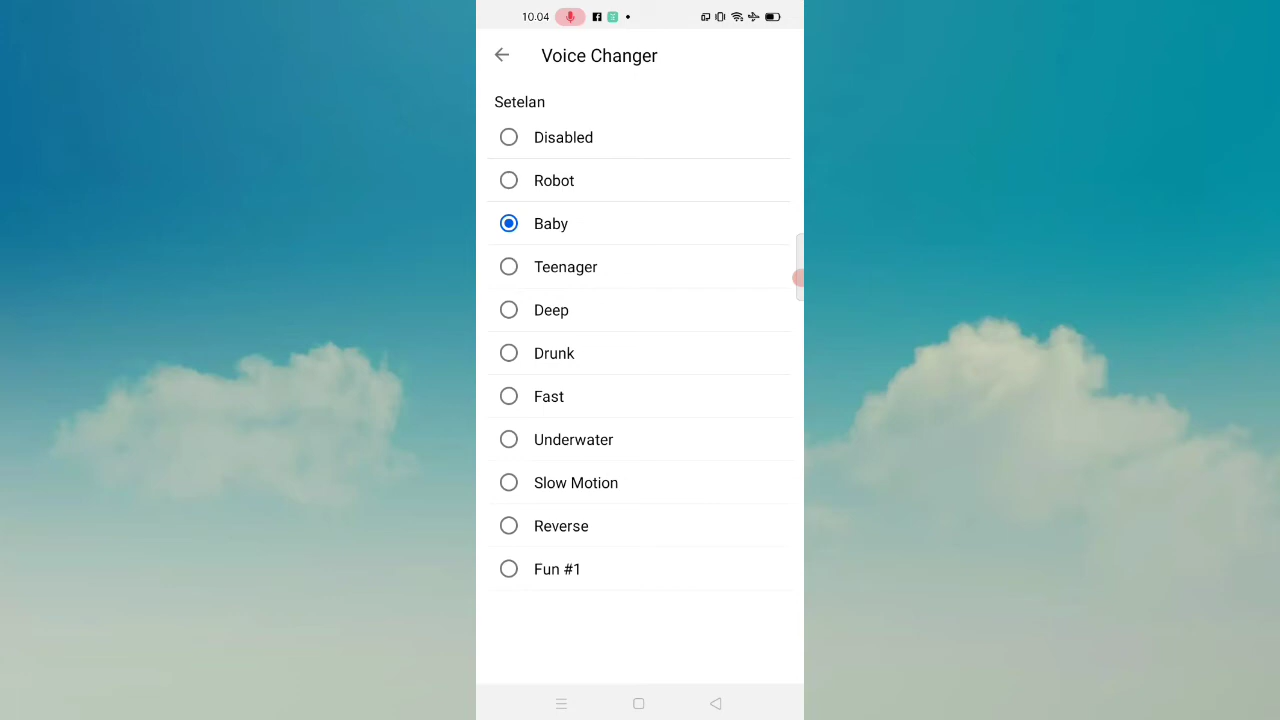 10.04
Voice Changer
Setelan
Disabled
Robot
Baby
Teenager
Deep
Drunk
Fast
Underwater
Slow Motion
Reverse
Fun #1